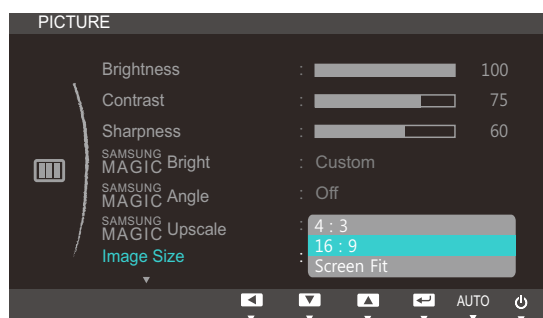 PICTURE
Brightness : 100
Contrast : 75
Sharpness : 60
SAMSUNG MAGIC Bright : Custom
SAMSUNG MAGIC Angle : Off
SAMSUNG MAGIC Upscale :
4 : 3
Image Size : 16 : 9
Screen Fit
AUTO